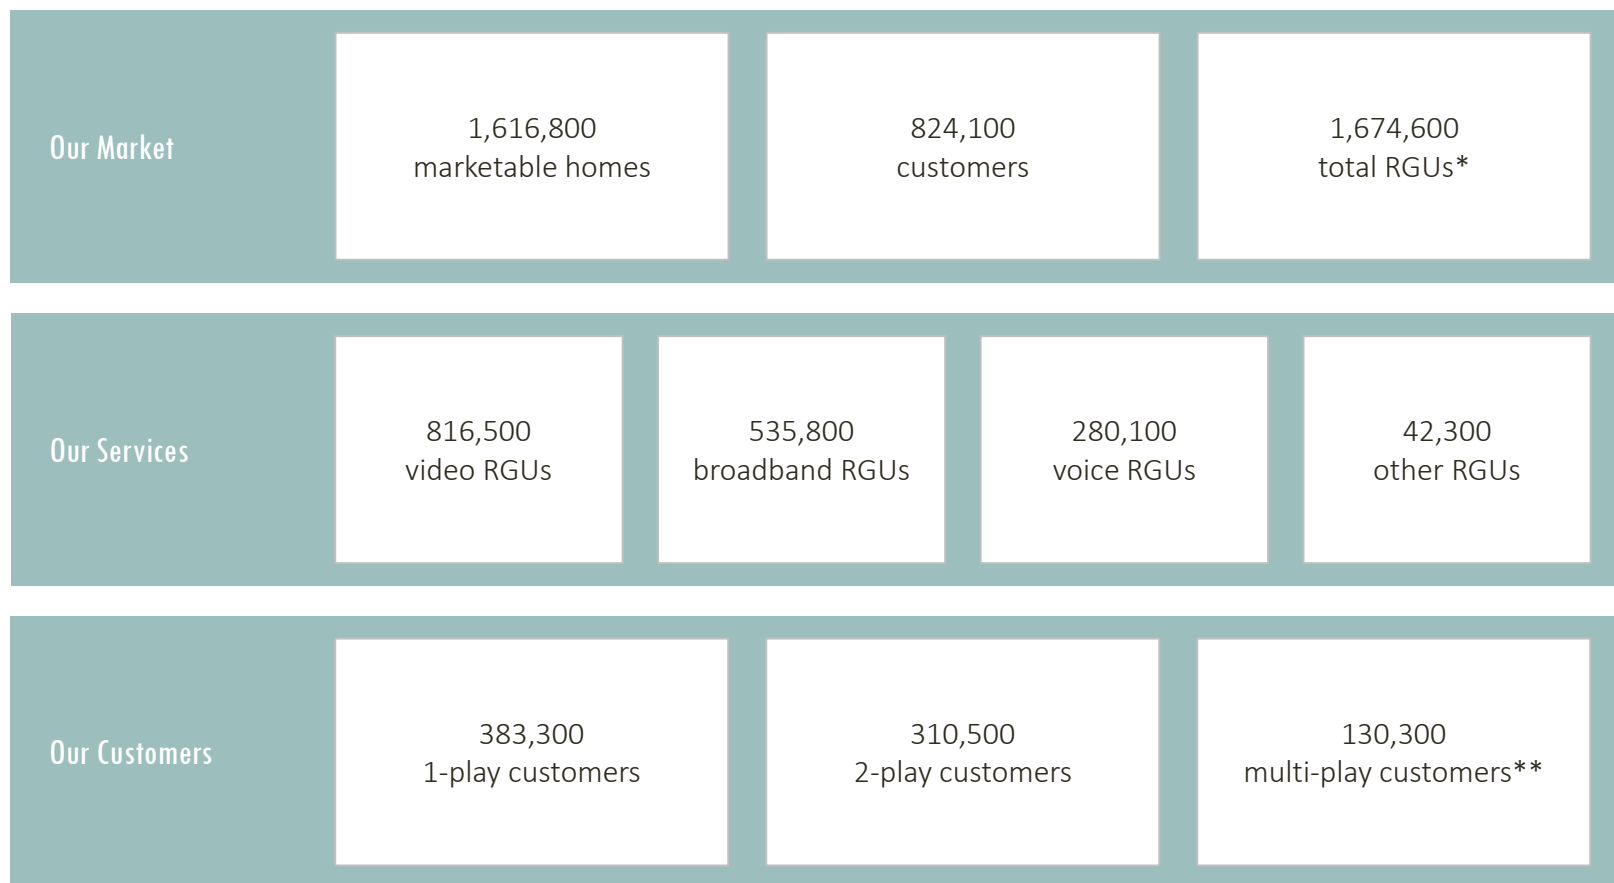 Our Market
1,616,800
marketable homes
824,100
customers
1,674,600
total RGUs*
Our Services
816,500
video RGUs
535,800
broadband RGUs
280,100
voice RGUs
42,300
other RGUs
Our Customers
383,300
1-play customers
310,500
2-play customers
130,300
multi-play customers**